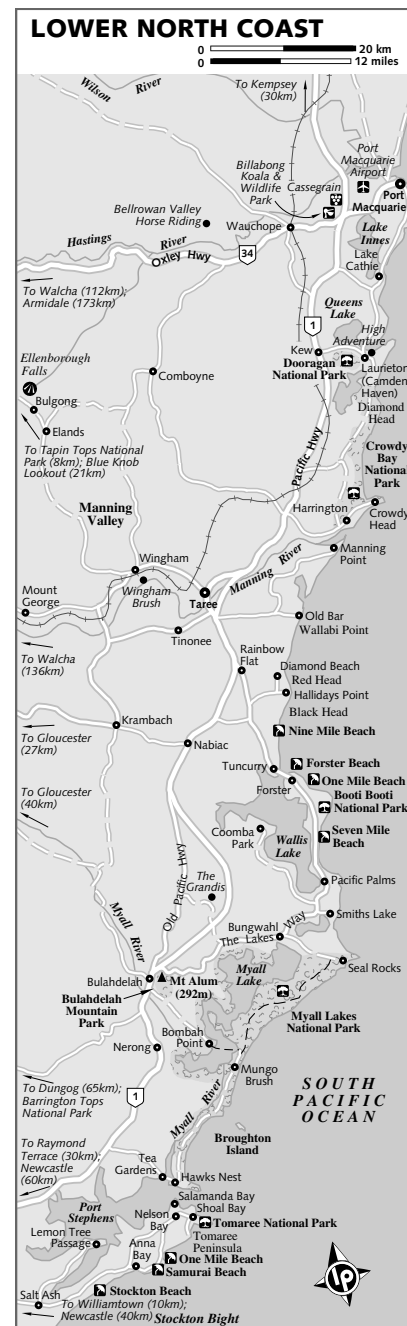 LOWER NORTH COAST
0 20 km
0 12 miles
Wilson River
To Kempsey
(30km)
Port
Macquarie
Airport
Billabong
Koala &
Wildlife
Park
Cassegrain
Port
Macquarie
Bellrowan Valley
Horse Riding
Wauchope
Lake
Innes
Hastings River
Oxley Hwy
34
Lake
Cathie
To Walcha (112km);
Armidale (173km)
Queens
Lake
1
High
Adventure
Kew
Dooragan
National Park
Laurieton
(Camden
Haven)
Diamond
Head
Ellenborough
Falls
Comboyne
Bulgong
Elands
To Tapin Tops National
Park (8km); Blue Knob
Lookout (21km)
Pacific Hwy
Crowdy
Bay
National
Park
Manning
Valley
Harrington
Crowdy
Head
Manning
Point
Wingham
Manning River
Mount
George
Wingham
Brush
Taree
Old Bar
Wallabi Point
Tinonee
To Walcha
(136km)
Rainbow
Flat
Diamond Beach
Red Head
Hallidays Point
Black Head
Krambach
To Gloucester
(27km)
Nabiac
Nine Mile Beach
Tuncurry
Forster Beach
Forster
One Mile Beach
Booti Booti
National Park
To Gloucester
(40km)
Coomba
Park
Wallis
Lake
Seven Mile
Beach
Old Pacific Hwy
The
Grandis
Pacific Palms
Myall River
Smiths Lake
Bungwahl
The Lakes Way
Seal Rocks
Bulahdelah
Mt Alum
(292m)
Myall
Lake
Bulahdelah
Mountain
Park
Myall Lakes
National Park
Bombah
Point
Nerong
Mungo
Brush
To Dungog (65km);
Barrington Tops
National Park
1
Myall River
SOUTH
PACIFIC
OCEAN
Broughton
Island
To Raymond
Terrace (30km);
Newcastle
(60km)
Tea
Gardens
Hawks Nest
Port
Stephens
Salamanda Bay
Nelson
Bay
Shoal Bay
Tomaree National Park
Lemon Tree
Passage
Tomaree
Peninsula
Anna
Bay
One Mile Beach
Samurai Beach
Stockton Beach
Salt Ash
To Williamtown (10km);
Newcastle (40km)
Stockton Bight
LP